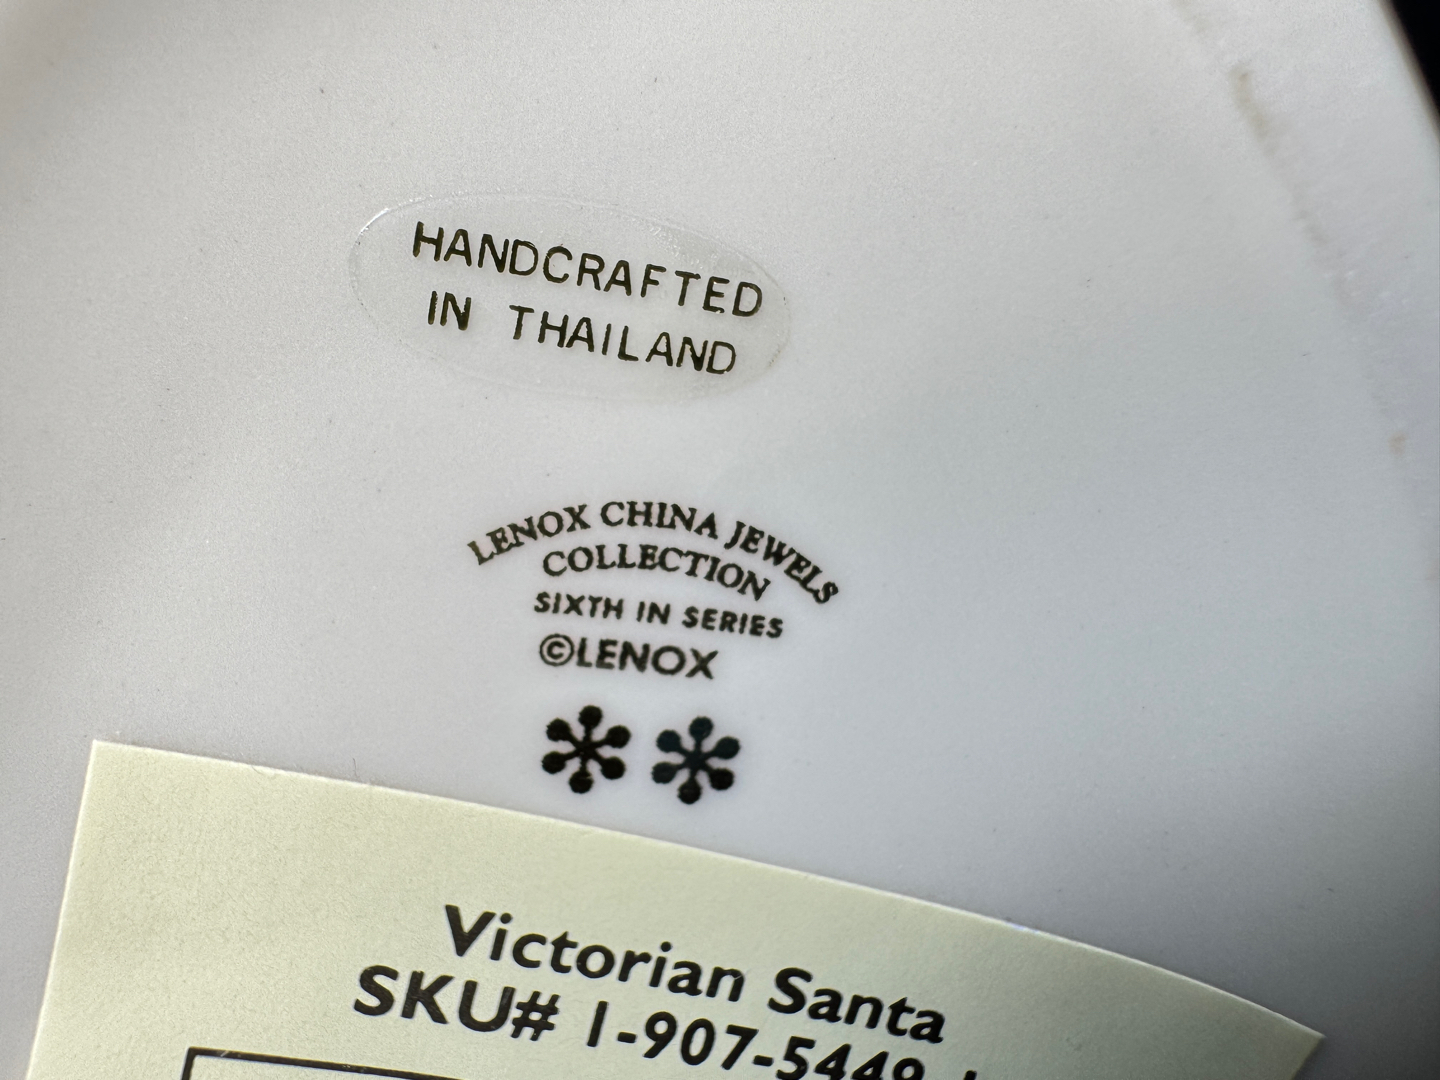 HANDCRAFTED
IN THAILAND
LENOX CHINA JEWELS
COLLECTION
SIXTH IN SERIES
©LENOX
Victorian Santa
SKU# 1-907-5449